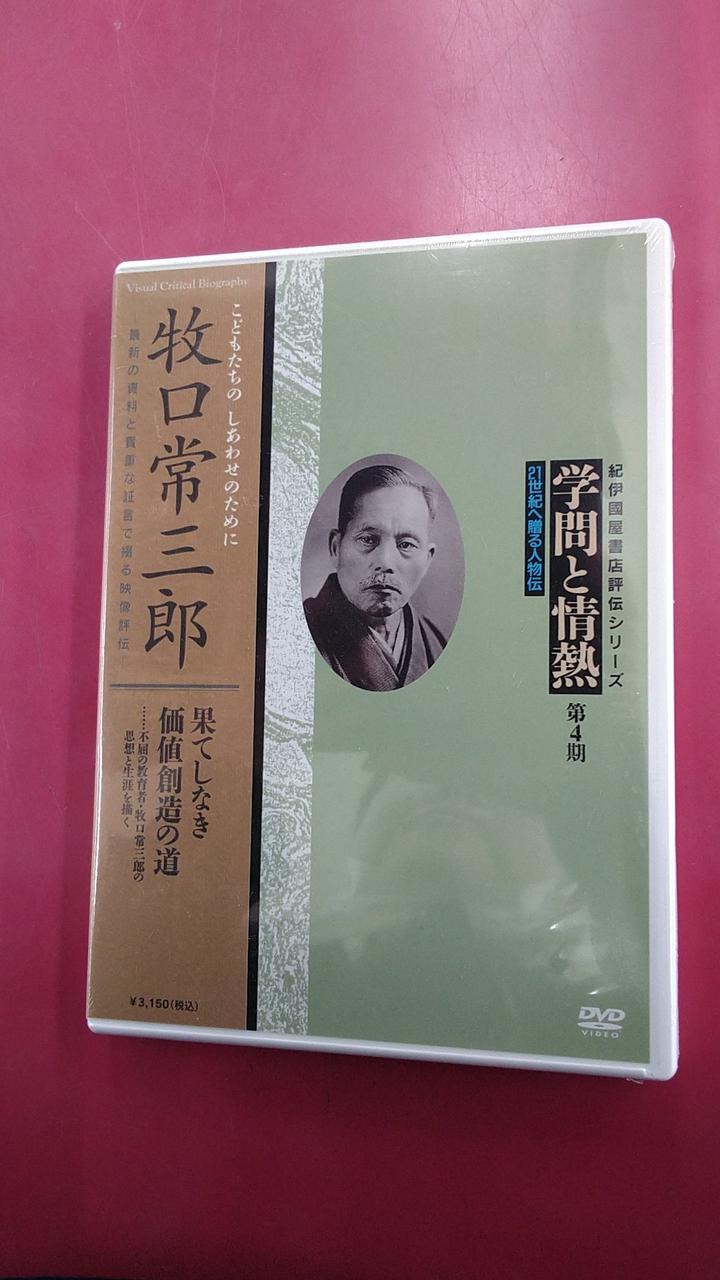 紀伊國屋書店評伝シリーズ
学問と情熱
第4期
21世紀へ贈る人物伝
Visual Critical Biography
こどもたちの しあわせのために
牧口常三郎
最新の資料と貴重な証言で綴る映像評伝
果てしなき
価値創造の道
……不屈の教育者・牧口常三郎の
思想と生涯を描く
¥3,150(税込)
DVD
VIDEO